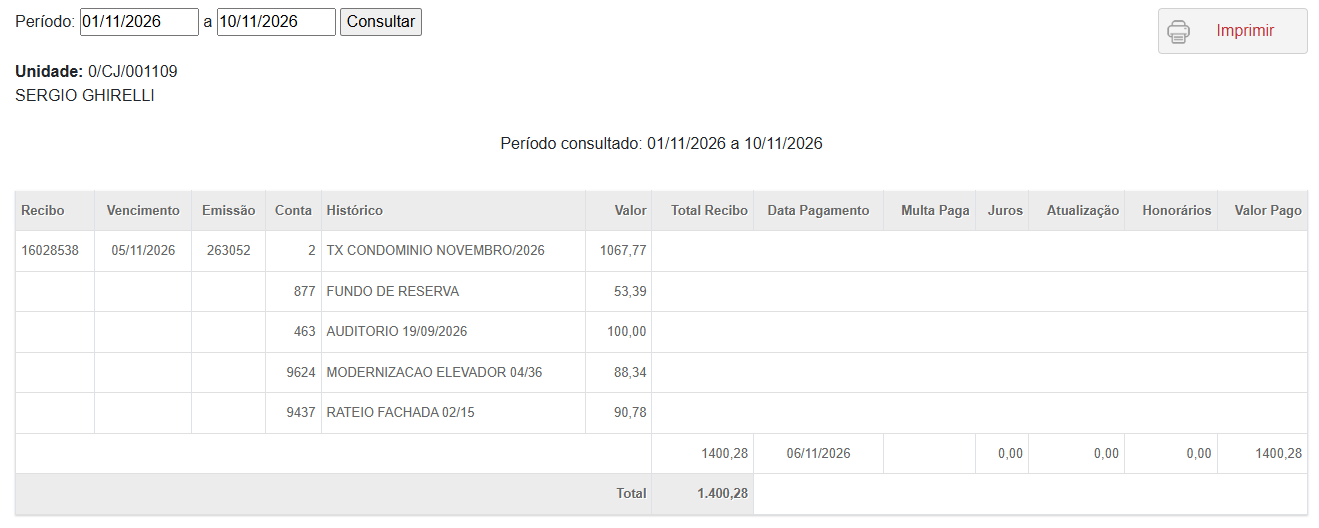 Período: 01/11/2026 a 10/11/2026 Consultar
Imprimir
Unidade: 0/CJ/001109
SERGIO GHIRELLI
Período consultado: 01/11/2026 a 10/11/2026
Recibo Vencimento Emissão Conta Histórico Valor Total Recibo Data Pagamento Multa Paga Juros Atualização Honorários Valor Pago
16028538 05/11/2026 263052 2 TX CONDOMINIO NOVEMBRO/2026 1067,77
877 FUNDO DE RESERVA 53,39
463 AUDITORIO 19/09/2026 100,00
9624 MODERNIZACAO ELEVADOR 04/36 88,34
9437 RATEIO FACHADA 02/15 90,78
1400,28 06/11/2026 0,00 0,00 0,00 1400,28
Total 1.400,28